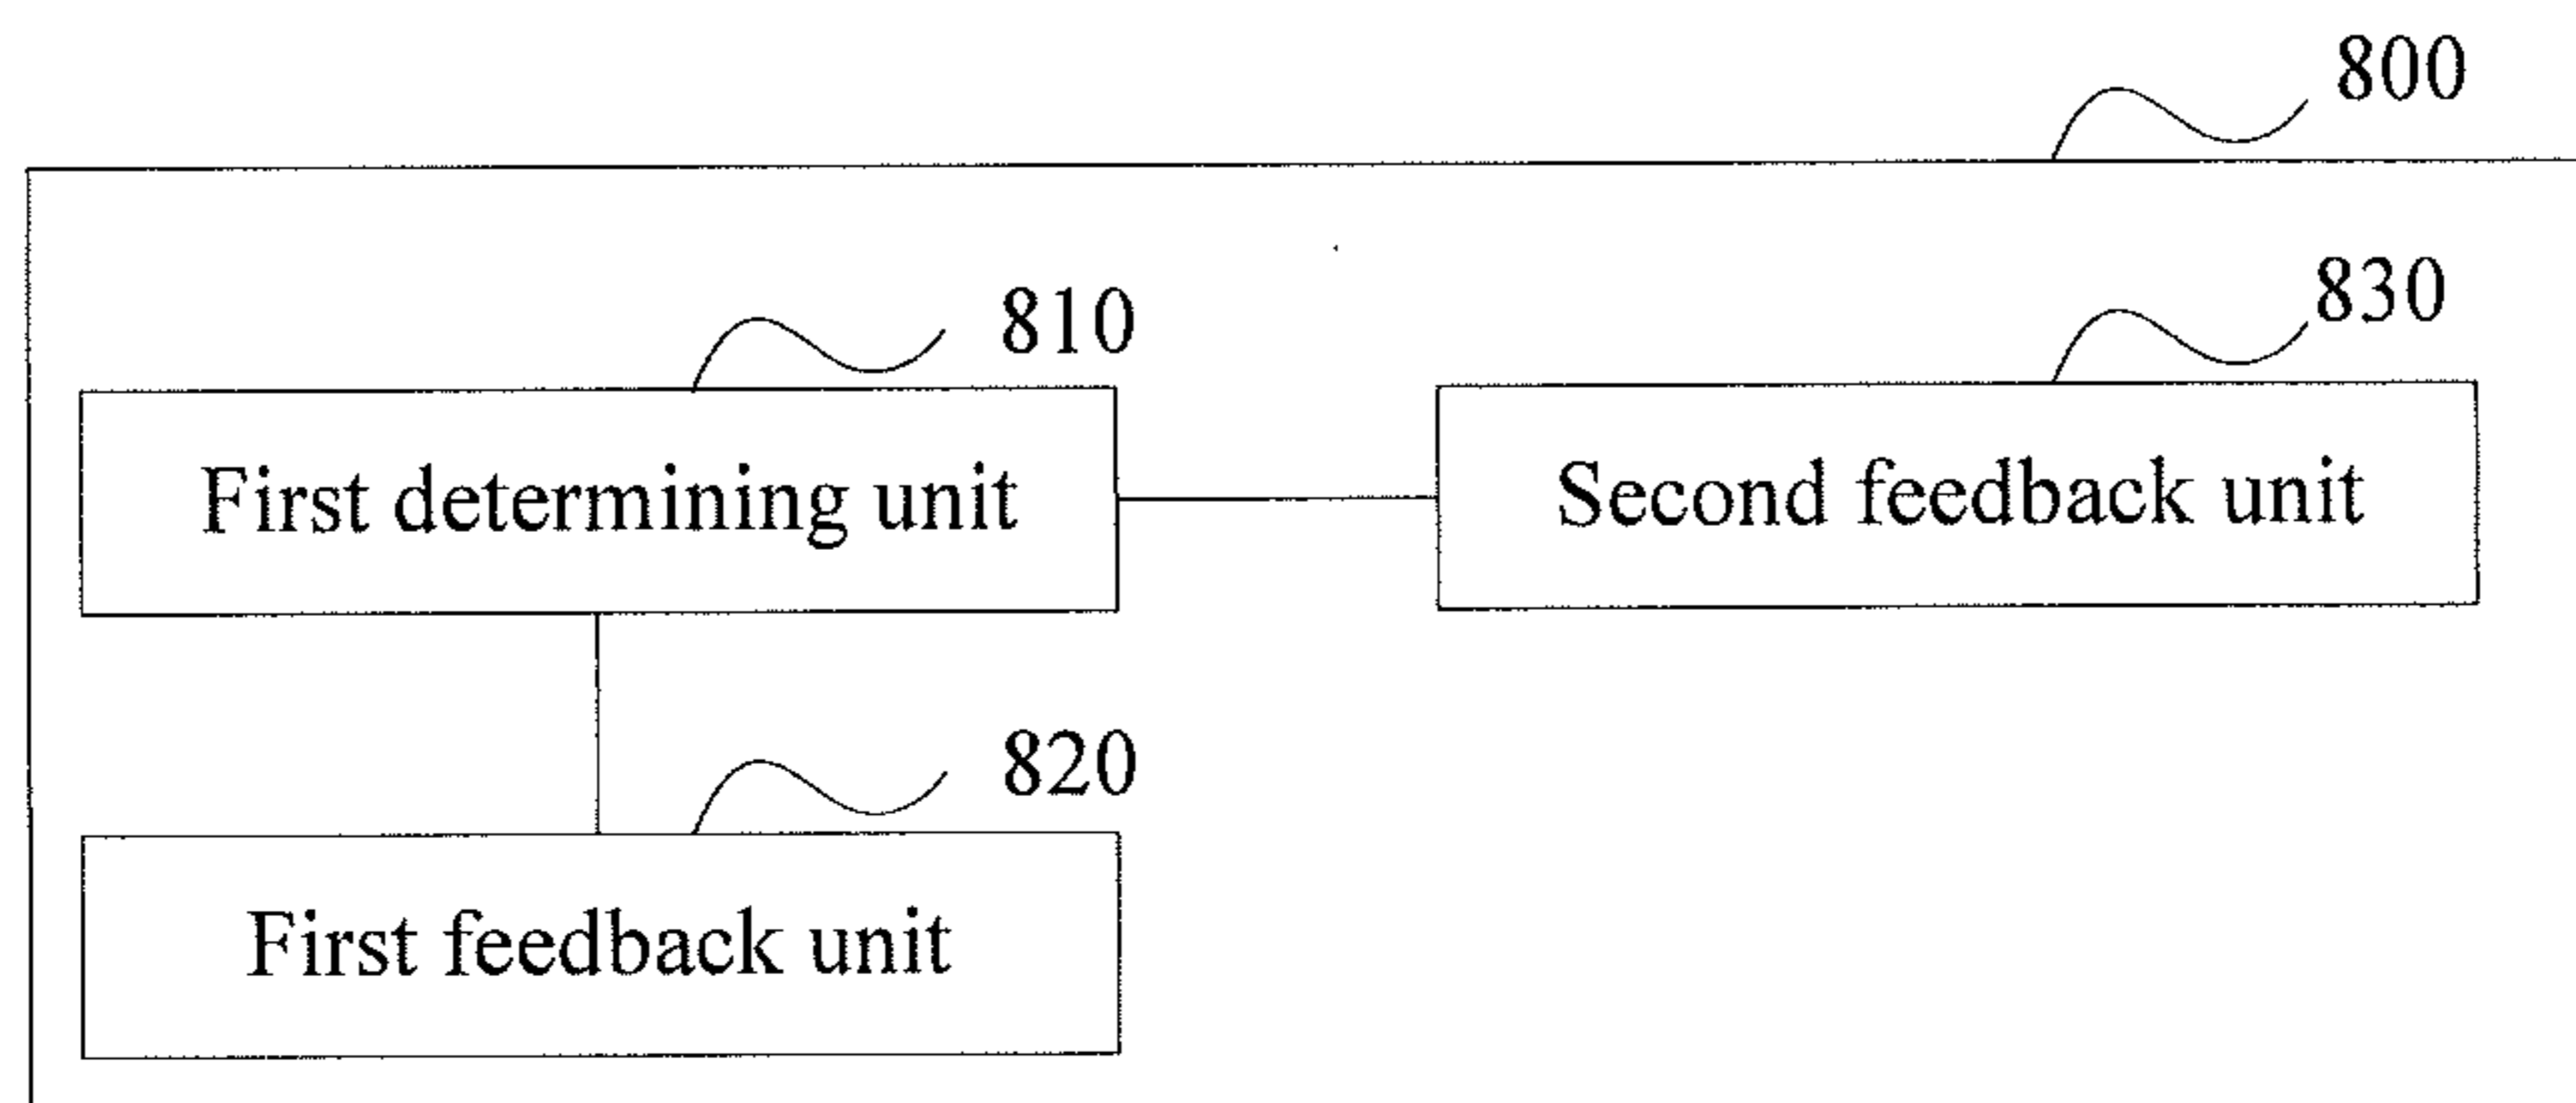 800
810
830
First determining unit
Second feedback unit
820
First feedback unit